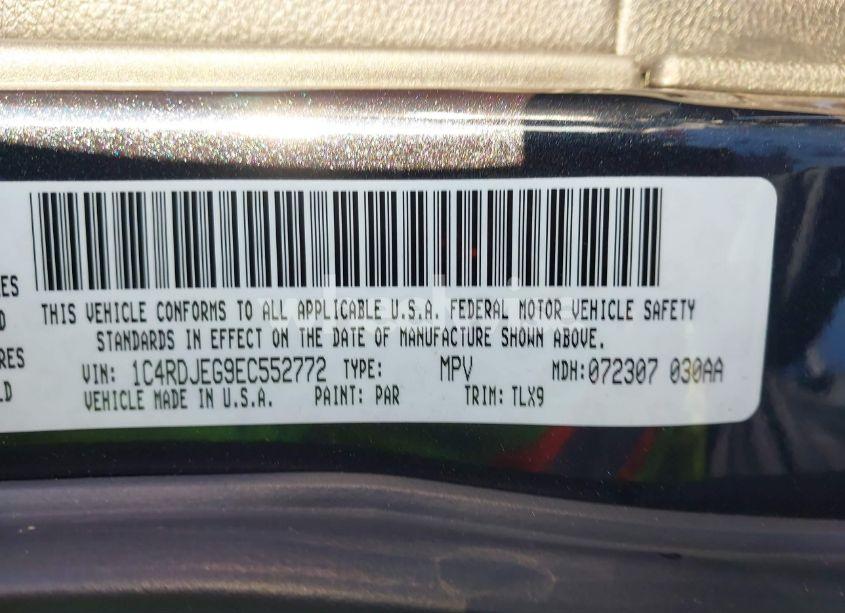 ES
D
RES
LD
THIS VEHICLE CONFORMS TO ALL APPLICABLE U.S.A. FEDERAL MOTOR VEHICLE SAFETY
STANDARDS IN EFFECT ON THE DATE OF MANUFACTURE SHOWN ABOVE.
VIN: 1C4RDJEG9EC552772 TYPE: MPV MDH:072307 030AA
VEHICLE MADE IN U.S.A. PAINT: PAR TRIM: TLX9